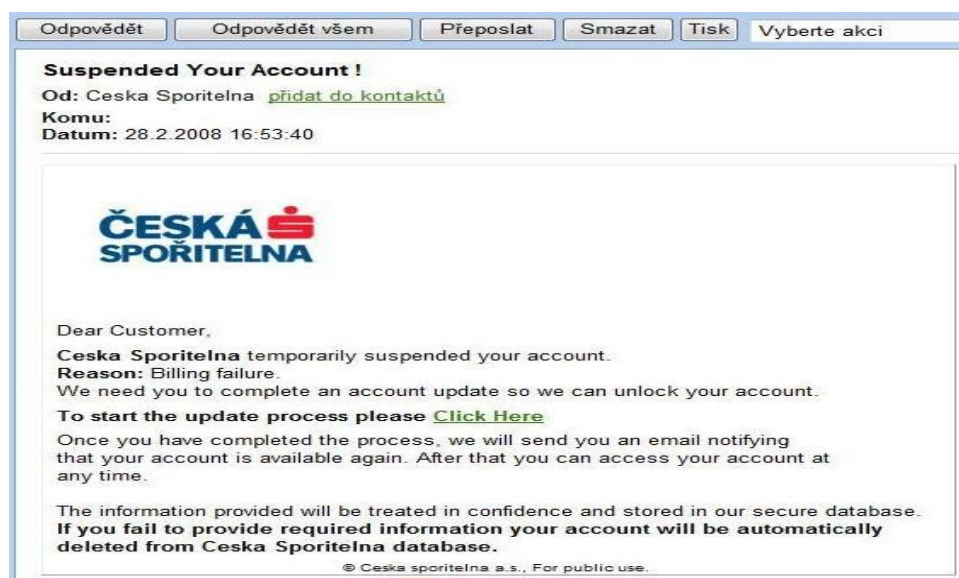 Odpovědět Odpovědět všem Přeposlat Smazat Tisk Vyberte akci
Suspended Your Account !
Od: Ceska Sporitelna přidat do kontaktů
Komu:
Datum: 28.2.2008 16:53:40
ČESKÁ
SPOŘITELNA
Dear Customer,
Ceska Sporitelna temporarily suspended your account.
Reason: Billing failure.
We need you to complete an account update so we can unlock your account.
To start the update process please Click Here
Once you have completed the process, we will send you an email notifying
that your account is available again. After that you can access your account at
any time.
The information provided will be treated in confidence and stored in our secure database.
If you fail to provide required information your account will be automatically
deleted from Ceska Sporitelna database.
© Ceska sporitelna a.s., For public use.